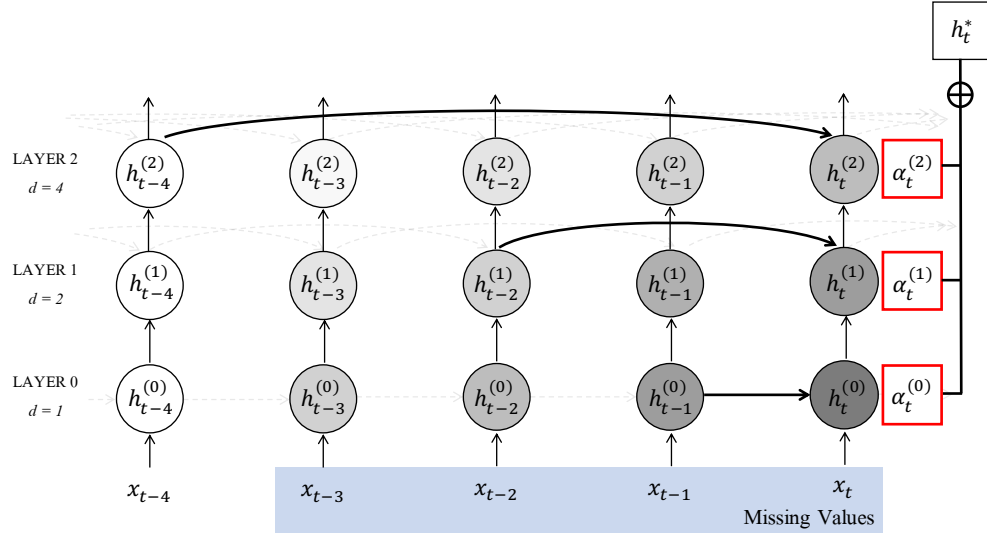 h_t^*
LAYER 2
d = 4
h_{t-4}^{(2)} h_{t-3}^{(2)} h_{t-2}^{(2)} h_{t-1}^{(2)} h_t^{(2)} α_t^{(2)}
LAYER 1
d = 2
h_{t-4}^{(1)} h_{t-3}^{(1)} h_{t-2}^{(1)} h_{t-1}^{(1)} h_t^{(1)} α_t^{(1)}
LAYER 0
d = 1
h_{t-4}^{(0)} h_{t-3}^{(0)} h_{t-2}^{(0)} h_{t-1}^{(0)} h_t^{(0)} α_t^{(0)}
x_{t-4} x_{t-3} x_{t-2} x_{t-1} x_t
Missing Values